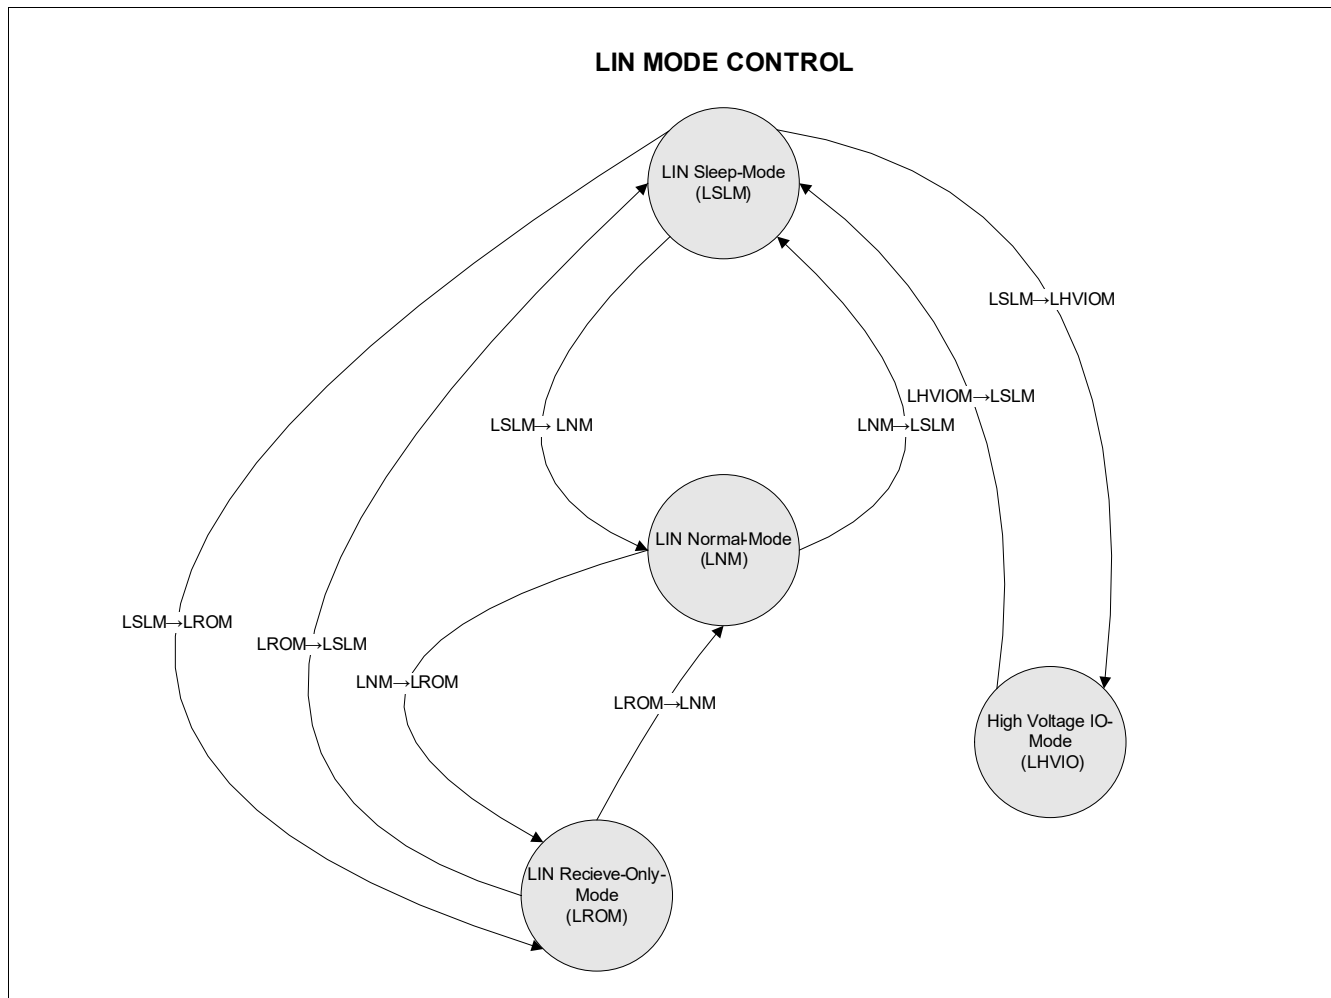 LIN MODE CONTROL
LIN Sleep-Mode
(LSLM)
LSLM→LHVIOM
LHVIOM→LSLM
LSLM→ LNM
LNM→LSLM
LIN Normal-Mode
(LNM)
LSLM→LROM
LROM→LSLM
LNM→LROM
LROM→LNM
High Voltage IO-
Mode
(LHVIO)
LIN Recieve-Only-
Mode
(LROM)